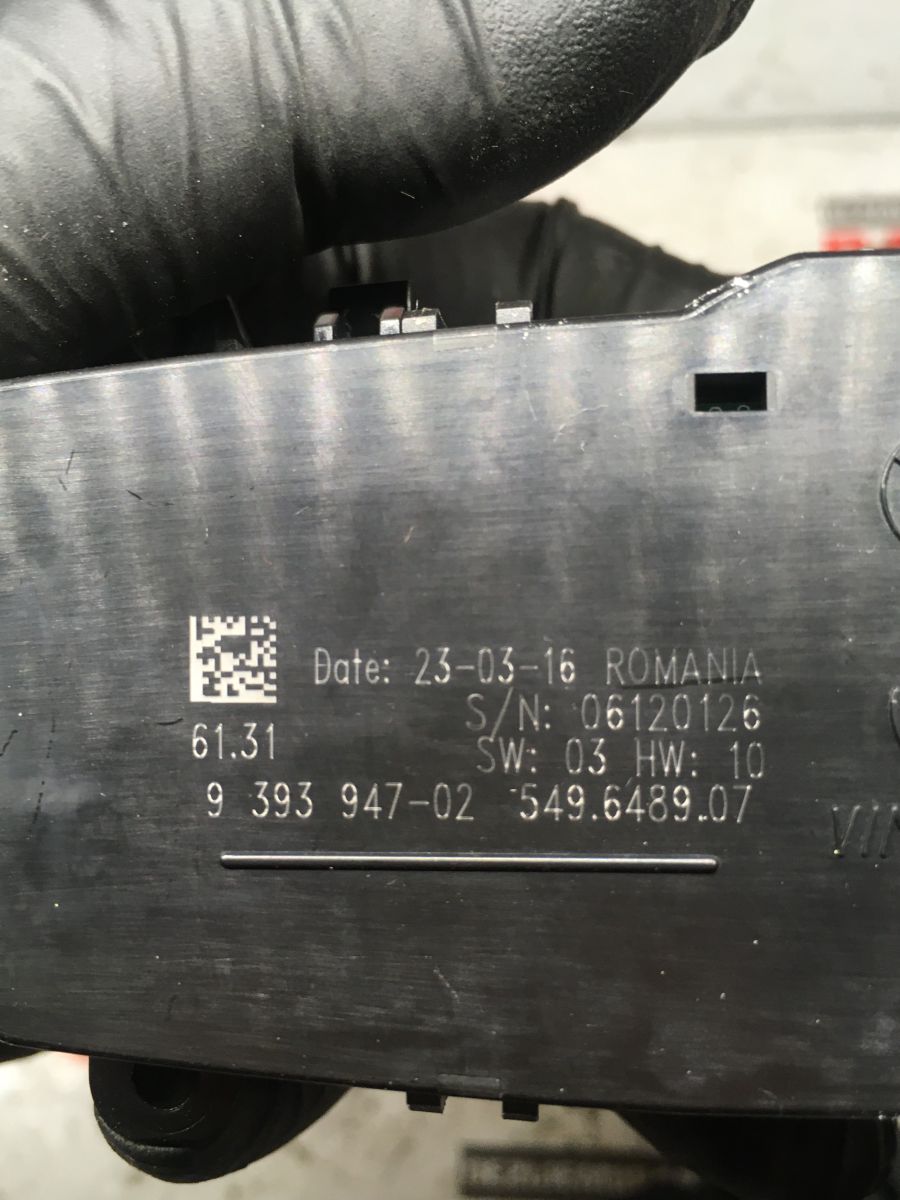 Date: 23-03-16 ROMANIA
S/N: 06120126
61.31
SW: 03 HW: 10
9 393 947-02 549.6489.07